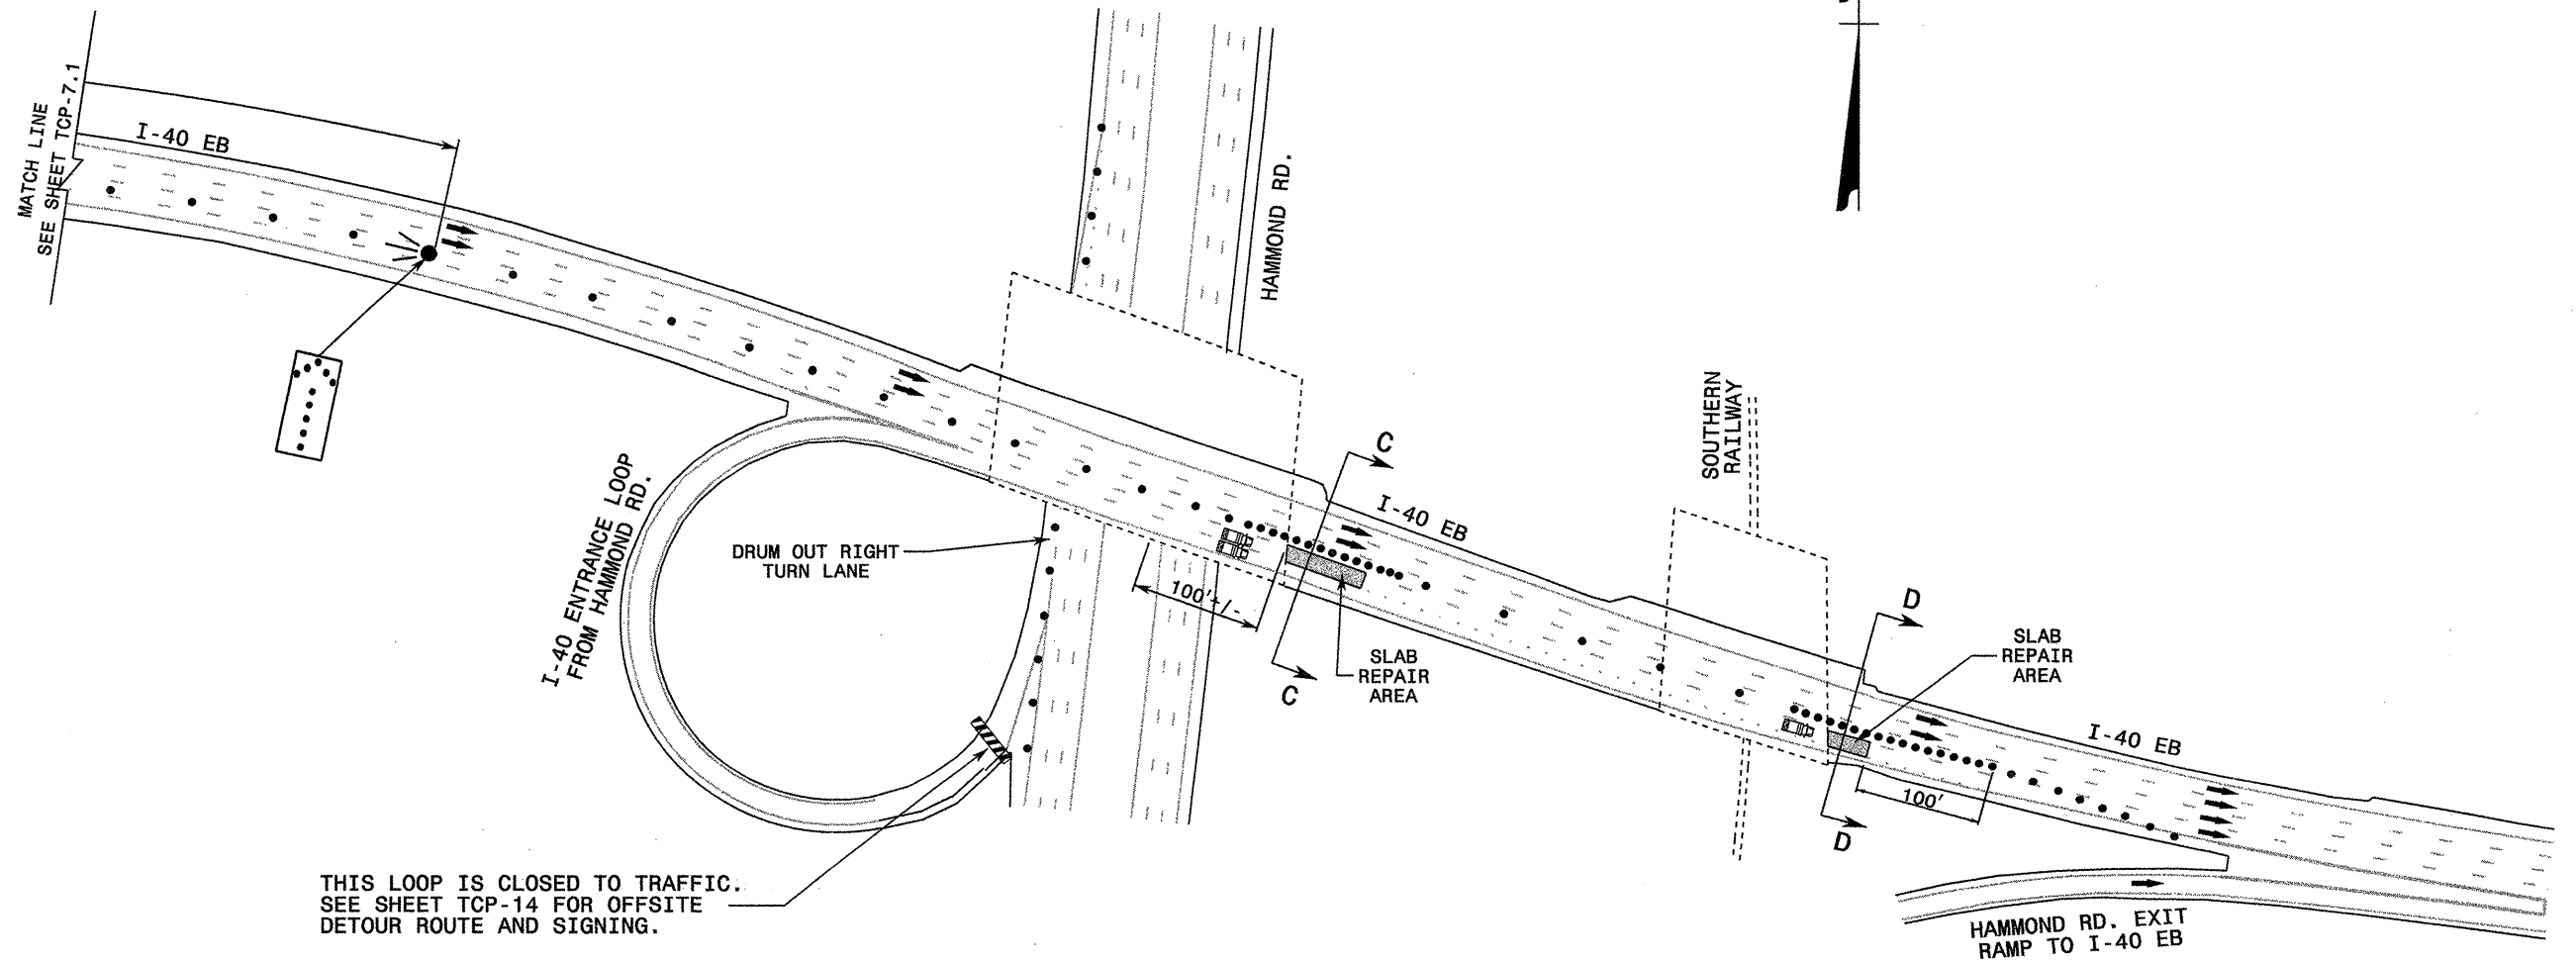 MATCH LINE
SEE SHEET TCP-7.1
I-40 EB
HAMMOND RD.
I-40 ENTRANCE LOOP
FROM HAMMOND RD.
DRUM OUT RIGHT
TURN LANE
100'+/-
C
C
I-40 EB
SLAB
REPAIR
AREA
SOUTHERN
RAILWAY
D
D
SLAB
REPAIR
AREA
100'
I-40 EB
THIS LOOP IS CLOSED TO TRAFFIC.
SEE SHEET TCP-14 FOR OFFSITE
DETOUR ROUTE AND SIGNING.
HAMMOND RD. EXIT
RAMP TO I-40 EB